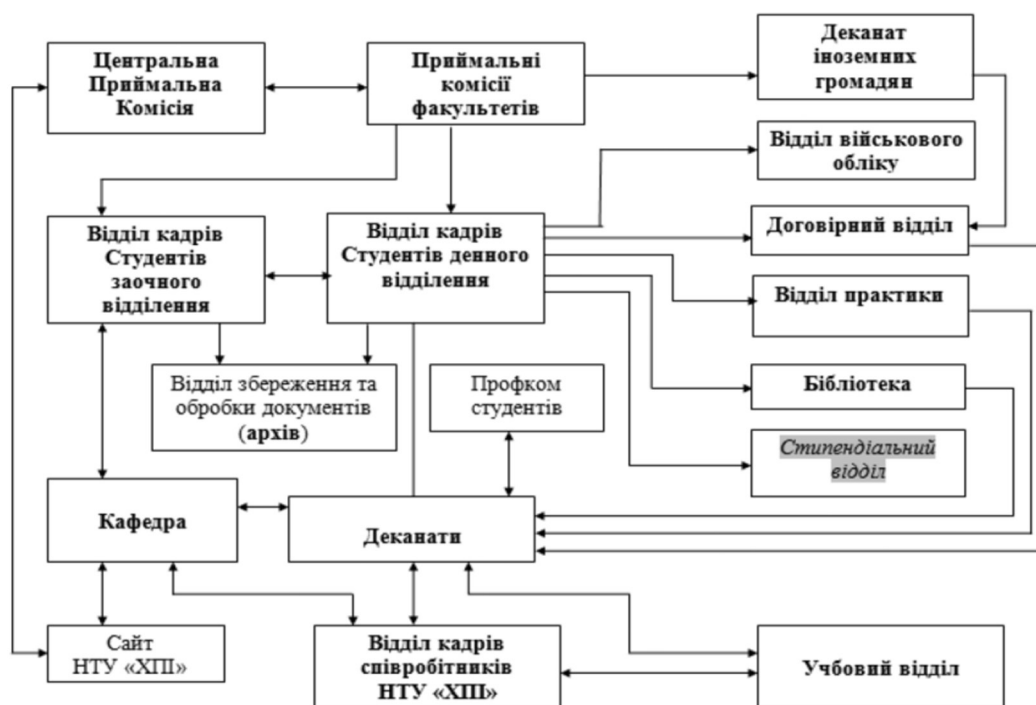 Центральна
Приймальна
Комісія
Приймальні
комісії
факультетів
Деканат
іноземних
громадян
Відділ військового
обліку
Відділ кадрів
Студентів
заочного
відділення
Відділ кадрів
Студентів денного
відділення
Договірний відділ
Відділ практики
Відділ збереження та
обробки документів
(архів)
Профком
студентів
Бібліотека
Стипендіальний
відділ
Кафедра
Деканати
Сайт
НТУ «ХПІ»
Відділ кадрів
співробітників
НТУ «ХПІ»
Учбовий відділ